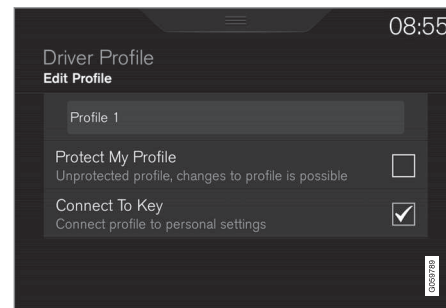 08:55
Driver Profile
Edit Profile
Profile 1
Protect My Profile
Unprotected profile, changes to profile is possible
Connect To Key
Connect profile to personal settings
G059789